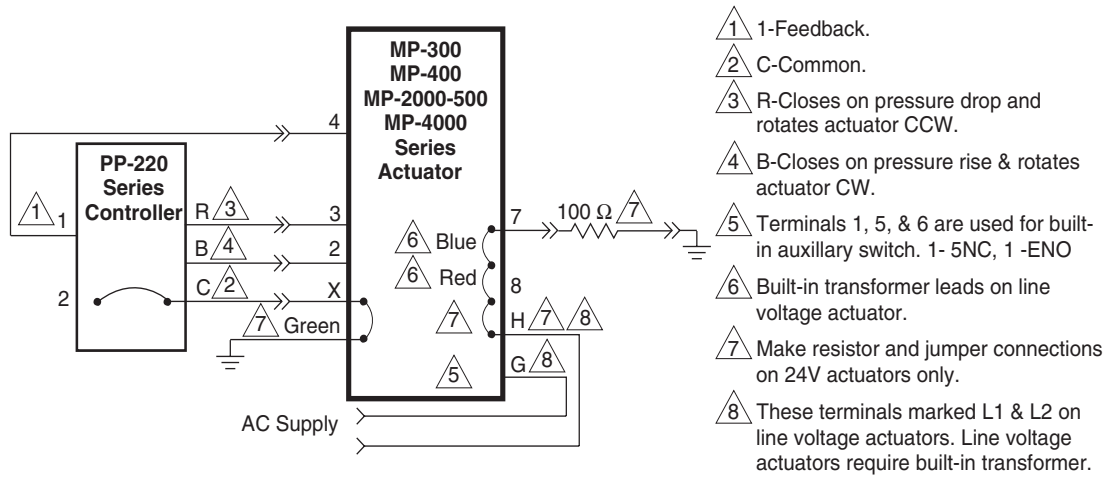 MP-300
MP-400
MP-2000-500
MP-4000
Series
Actuator
PP-220
Series
Controller
4
1 1
R 3
3
B 4
2
2
C 2
X
7 Green
6 Blue
6 Red
7
5
7
100 Ω 7
8
H 7 8
G 8
AC Supply
1 1-Feedback.
2 C-Common.
3 R-Closes on pressure drop and
rotates actuator CCW.
4 B-Closes on pressure rise & rotates
actuator CW.
5 Terminals 1, 5, & 6 are used for built-
in auxillary switch. 1- 5NC, 1 -ENO
6 Built-in transformer leads on line
voltage actuator.
7 Make resistor and jumper connections
on 24V actuators only.
8 These terminals marked L1 & L2 on
line voltage actuators. Line voltage
actuators require built-in transformer.